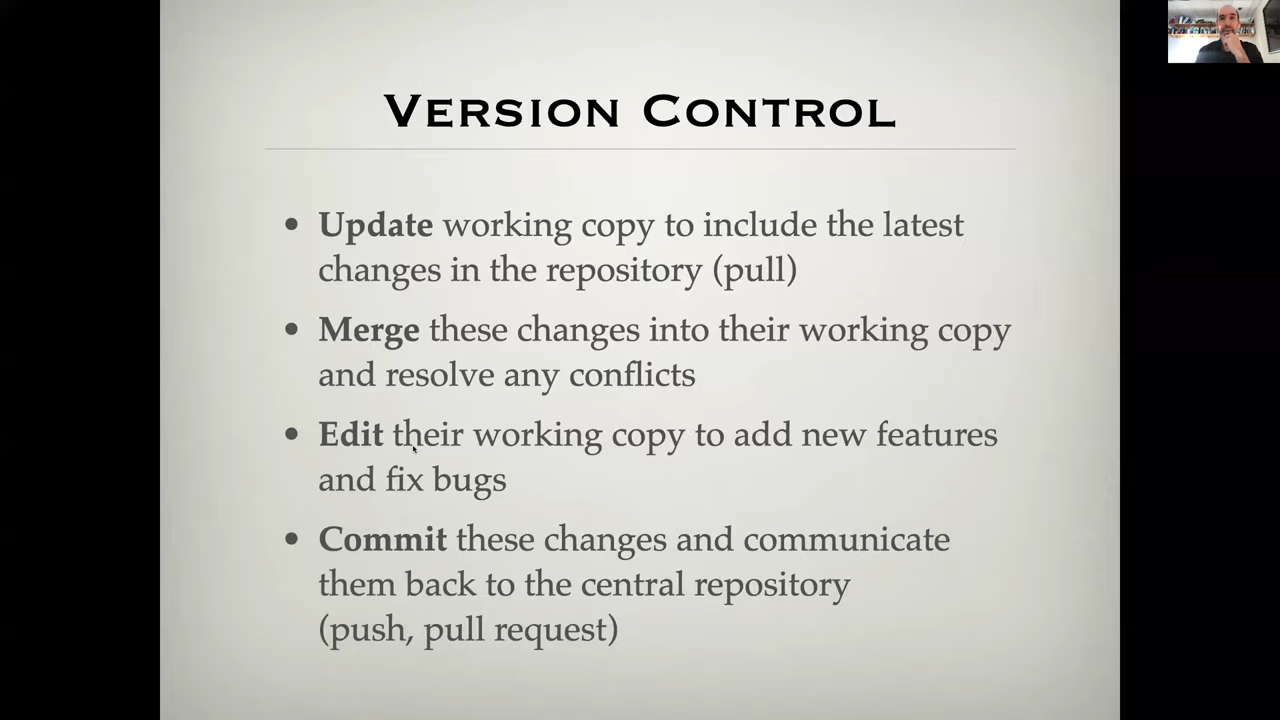 VERSION CONTROL
• Update working copy to include the latest
changes in the repository (pull)
• Merge these changes into their working copy
and resolve any conflicts
• Edit their working copy to add new features
and fix bugs
• Commit these changes and communicate
them back to the central repository
(push, pull request)